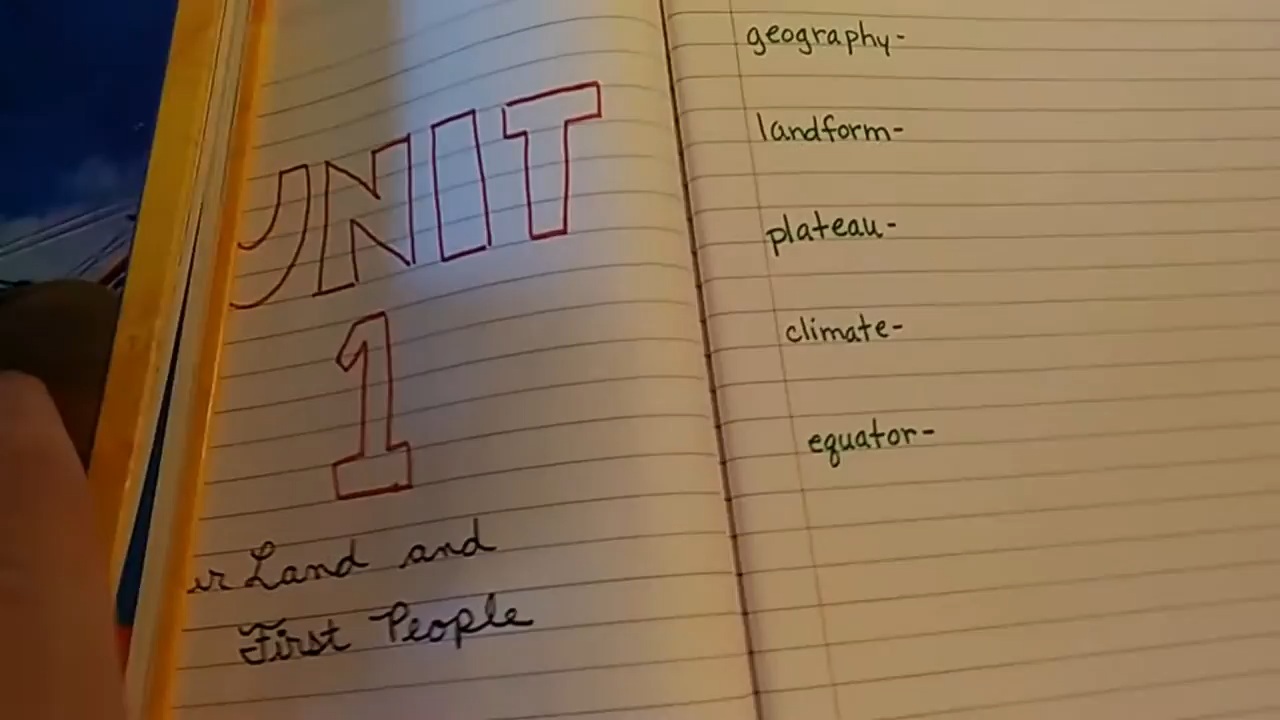 UNIT
1
Land and
First People
geography-
landform-
plateau-
climate-
equator-